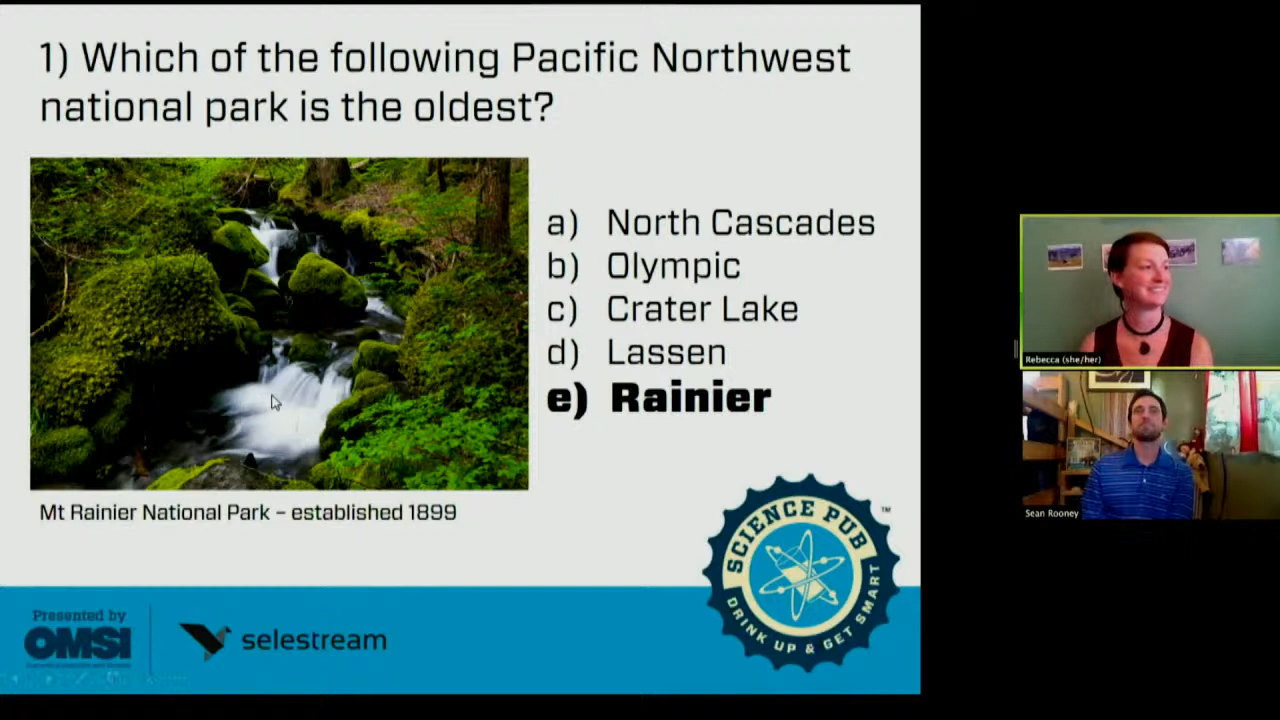 1) Which of the following Pacific Northwest
national park is the oldest?
a) North Cascades
b) Olympic
c) Crater Lake
d) Lassen
e) Rainier
Mt Rainier National Park – established 1899
SCIENCE PUB
™
DRINK UP & GET SMART
Presented by
OMSI
selestream
Rebecca (she/her)
Sean Rooney